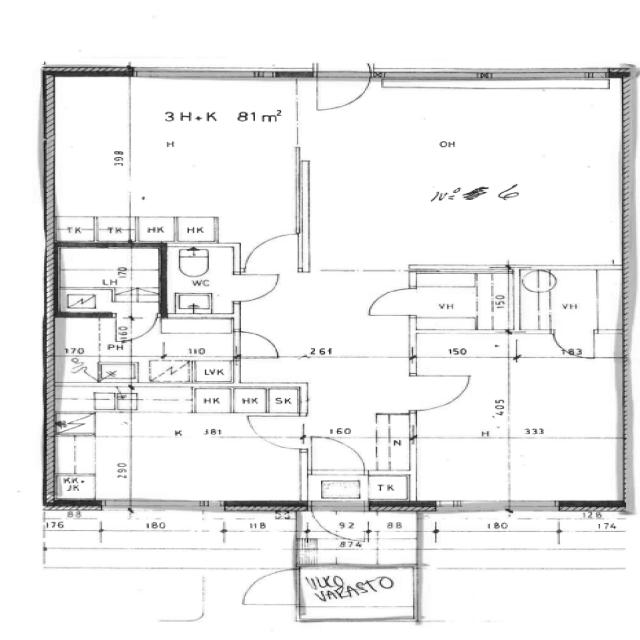 3 H+K 81 m²
H
OH
398
N:o 6
TK TK HK HK
LH 170
WC
VH 150 VH
160
PH
170 110 261 150 183
LVK
HK HK SK
405
K 381 160 H 333
N
290
KK+
JK
TK
88 53 128
176 180 118 92 88 180 174
874
ULKO
VARASTO